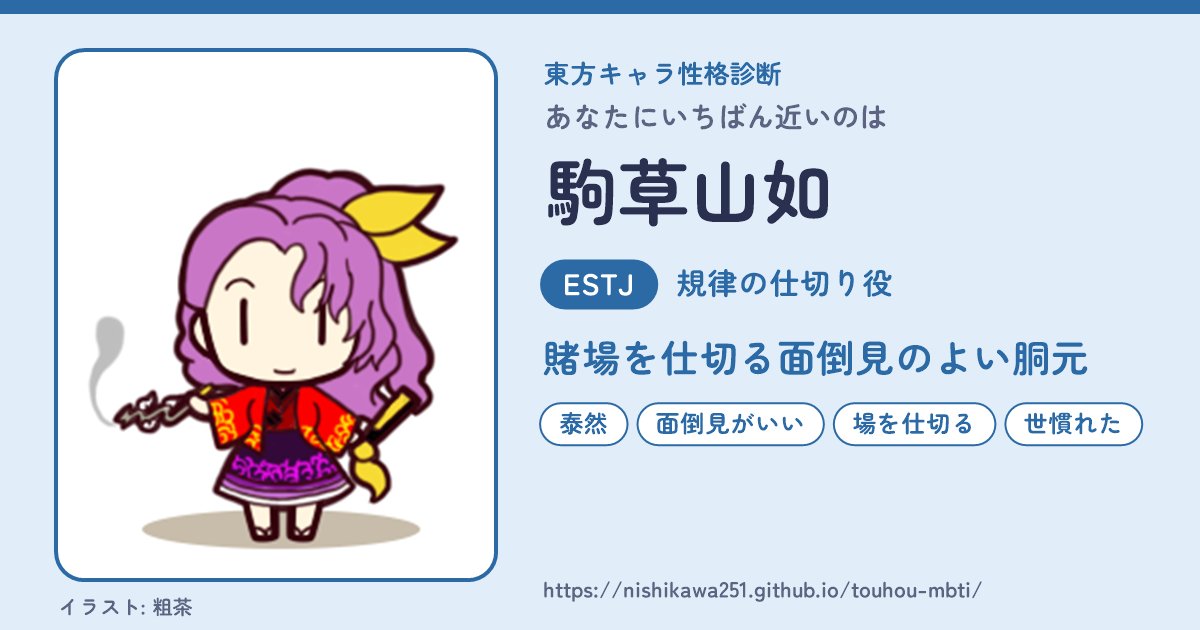 東方キャラ性格診断
あなたにいちばん近いのは
駒草山如
ESTJ 規律の仕切り役
賭場を仕切る面倒見のよい胴元
泰然 面倒見がいい 場を仕切る 世慣れた
https://nishikawa251.github.io/touhou-mbti/
イラスト: 粗茶